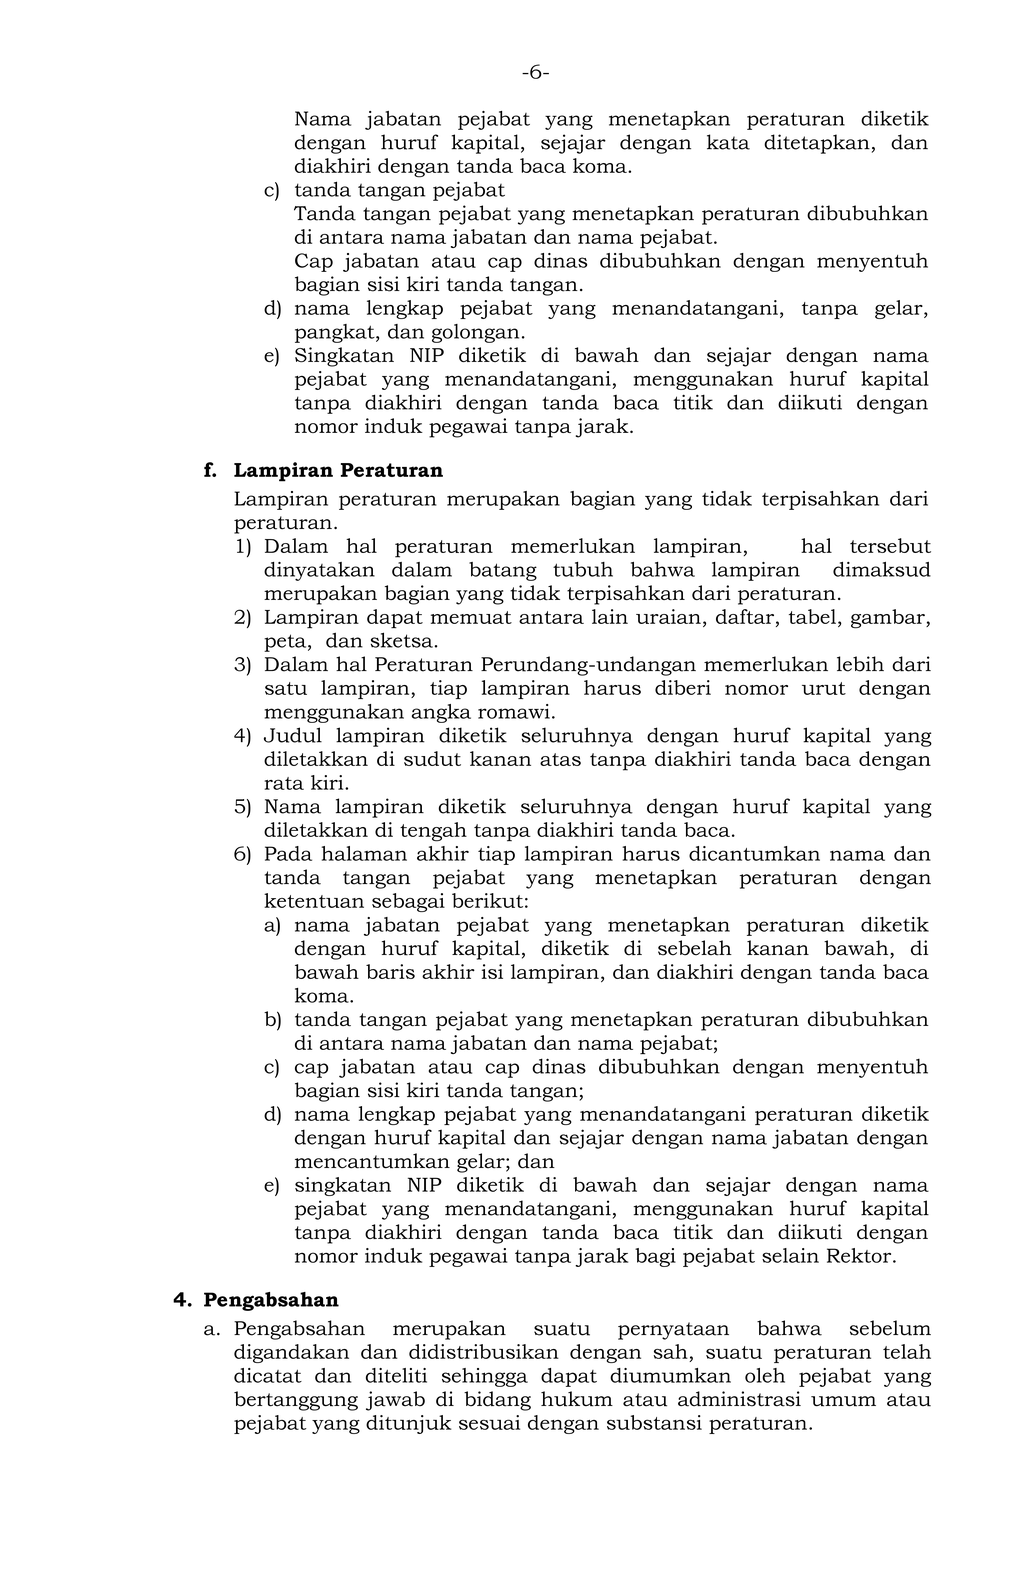 -6-
Nama jabatan pejabat yang menetapkan peraturan diketik
dengan huruf kapital, sejajar dengan kata ditetapkan, dan
diakhiri dengan tanda baca koma.
c) tanda tangan pejabat
Tanda tangan pejabat yang menetapkan peraturan dibubuhkan
di antara nama jabatan dan nama pejabat.
Cap jabatan atau cap dinas dibubuhkan dengan menyentuh
bagian sisi kiri tanda tangan.
d) nama lengkap pejabat yang menandatangani, tanpa gelar,
pangkat, dan golongan.
e) Singkatan NIP diketik di bawah dan sejajar dengan nama
pejabat yang menandatangani, menggunakan huruf kapital
tanpa diakhiri dengan tanda baca titik dan diikuti dengan
nomor induk pegawai tanpa jarak.
f. Lampiran Peraturan
Lampiran peraturan merupakan bagian yang tidak terpisahkan dari
peraturan.
1) Dalam hal peraturan memerlukan lampiran, hal tersebut
dinyatakan dalam batang tubuh bahwa lampiran dimaksud
merupakan bagian yang tidak terpisahkan dari peraturan.
2) Lampiran dapat memuat antara lain uraian, daftar, tabel, gambar,
peta, dan sketsa.
3) Dalam hal Peraturan Perundang-undangan memerlukan lebih dari
satu lampiran, tiap lampiran harus diberi nomor urut dengan
menggunakan angka romawi.
4) Judul lampiran diketik seluruhnya dengan huruf kapital yang
diletakkan di sudut kanan atas tanpa diakhiri tanda baca dengan
rata kiri.
5) Nama lampiran diketik seluruhnya dengan huruf kapital yang
diletakkan di tengah tanpa diakhiri tanda baca.
6) Pada halaman akhir tiap lampiran harus dicantumkan nama dan
tanda tangan pejabat yang menetapkan peraturan dengan
ketentuan sebagai berikut:
a) nama jabatan pejabat yang menetapkan peraturan diketik
dengan huruf kapital, diketik di sebelah kanan bawah, di
bawah baris akhir isi lampiran, dan diakhiri dengan tanda baca
koma.
b) tanda tangan pejabat yang menetapkan peraturan dibubuhkan
di antara nama jabatan dan nama pejabat;
c) cap jabatan atau cap dinas dibubuhkan dengan menyentuh
bagian sisi kiri tanda tangan;
d) nama lengkap pejabat yang menandatangani peraturan diketik
dengan huruf kapital dan sejajar dengan nama jabatan dengan
mencantumkan gelar; dan
e) singkatan NIP diketik di bawah dan sejajar dengan nama
pejabat yang menandatangani, menggunakan huruf kapital
tanpa diakhiri dengan tanda baca titik dan diikuti dengan
nomor induk pegawai tanpa jarak bagi pejabat selain Rektor.
4. Pengabsahan
a. Pengabsahan merupakan suatu pernyataan bahwa sebelum
digandakan dan didistribusikan dengan sah, suatu peraturan telah
dicatat dan diteliti sehingga dapat diumumkan oleh pejabat yang
bertanggung jawab di bidang hukum atau administrasi umum atau
pejabat yang ditunjuk sesuai dengan substansi peraturan.